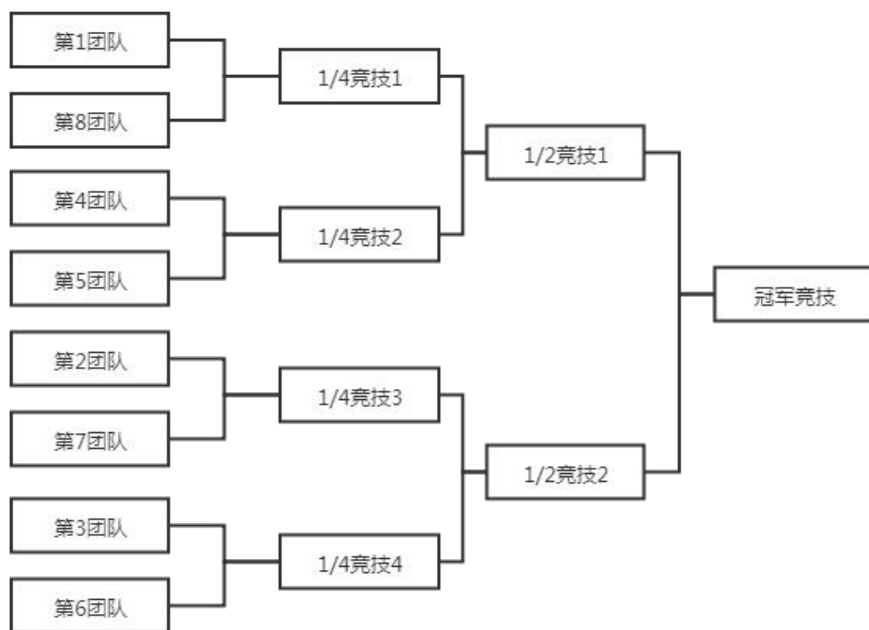 第1团队
第8团队
第4团队
第5团队
第2团队
第7团队
第3团队
第6团队
1/4竞技1
1/4竞技2
1/4竞技3
1/4竞技4
1/2竞技1
1/2竞技2
冠军竞技